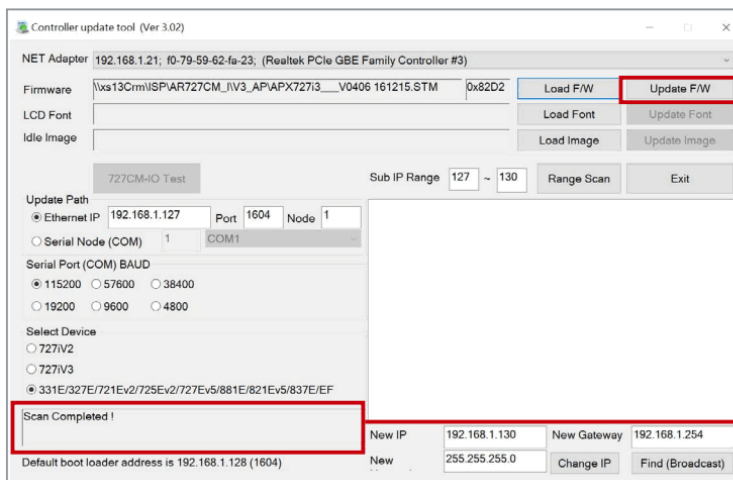 Controller update tool (Ver 3.02)
NET Adapter 192.168.1.21; f0-79-59-62-fa-23; (Realtek PCIe GBE Family Controller #3)
Firmware \\xs13Crm\ISP\AR727CM_I\V3_AP\APX727i3___V0406 161215.STM 0x82D2 Load F/W Update F/W
LCD Font Load Font Update Font
Idle Image Load Image Update Image
727CM-IO Test Sub IP Range 127 ~ 130 Range Scan Exit
Update Path
Ethernet IP 192.168.1.127 Port 1604 Node 1
Serial Node (COM) 1 COM1
Serial Port (COM) BAUD
115200 57600 38400
19200 9600 4800
Select Device
727iV2
727iV3
331E/327E/721Ev2/725Ev2/727Ev5/881E/821Ev5/837E/EF
Scan Completed !
New IP 192.168.1.130 New Gateway 192.168.1.254
Default boot loader address is 192.168.1.128 (1604) New 255.255.255.0 Change IP Find (Broadcast)